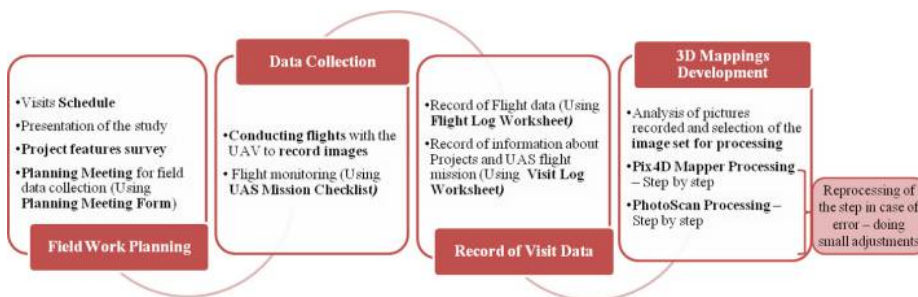 •Visits Schedule
•Presentation of the study
•Project features survey
•Planning Meeting for field
data collection (Using
Planning Meeting Form)
Field Work Planning
Data Collection
•Conducting flights with the
UAV to record images
• Flight monitoring (Using
UAS Mission Checklist)
•Record of Flight data (Using
Flight Log Worksheet)
•Record of information about
Projects and UAS flight
mission (Using Visit Log
Worksheet)
Record of Visit Data
3D Mappings
Development
•Analysis of pictures
recorded and selection of the
image set for processing
•Pix4D Mapper Processing
– Step by step
•PhotoScan Processing –
Step by step
Reprocessing of
the step in case of
error – doing
small adjustments